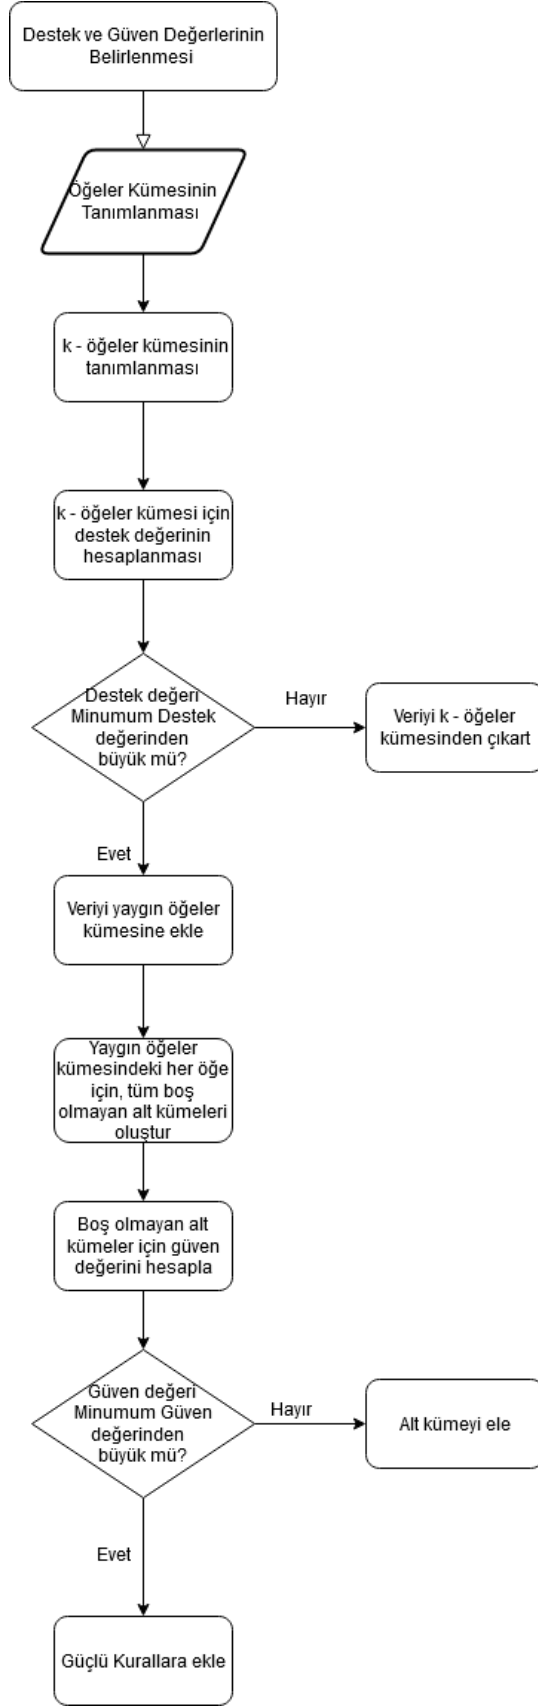 Destek ve Güven Değerlerinin
Belirlenmesi
Öğeler Kümesinin
Tanımlanması
k - öğeler kümesinin
tanımlanması
k - öğeler kümesi için
destek değerinin
hesaplanması
Destek değeri
Minumum Destek
değerinden
büyük mü?
Hayır
Veriyi k - öğeler
kümesinden çıkart
Evet
Veriyi yaygın öğeler
kümesine ekle
Yaygın öğeler
kümesindeki her öğe
için, tüm boş
olmayan alt kümeleri
oluştur
Boş olmayan alt
kümeler için güven
değerini hesapla
Güven değeri
Minumum Güven
değerinden
büyük mü?
Hayır
Alt kümeyi ele
Evet
Güçlü Kurallara ekle